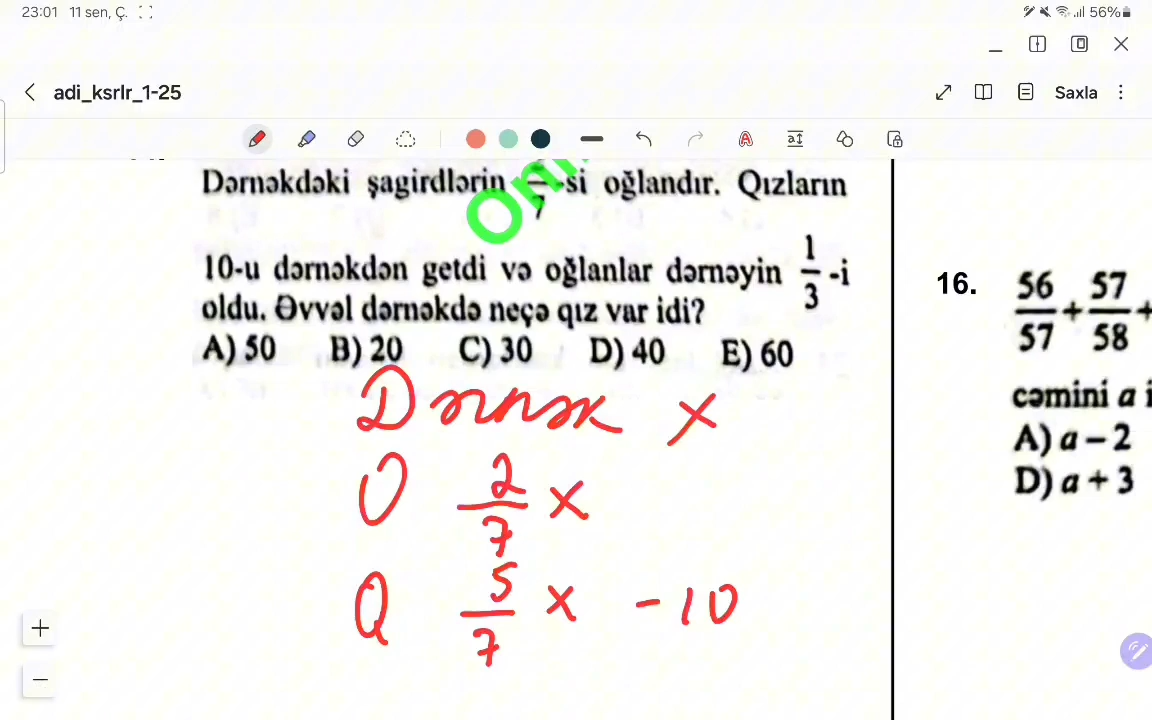 23:01 11 sen, Ç. 56%
adi_ksrlr_1-25
Saxla
Dərnəkdəki şagirdlərin /7 -si oğlandır. Qızların
10-u dərnəkdən getdi və oğlanlar dərnəyin 1/3 -i
oldu. Əvvəl dərnəkdə neçə qız var idi?
A) 50 B) 20 C) 30 D) 40 E) 60
Dərnək x
O 2/7 x
Q 5/7 x - 10
16. 56/57 + 57/58 +
cəmini a i
A) a - 2
D) a + 3